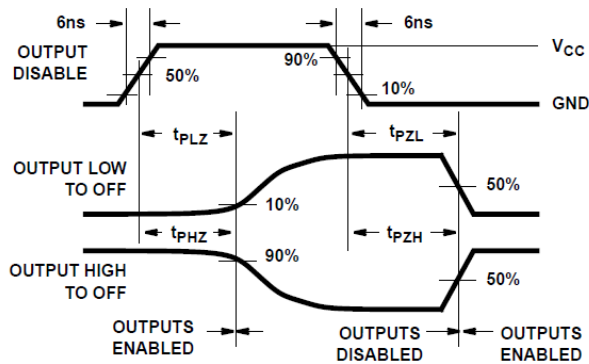 6ns
6ns
OUTPUT
DISABLE
50%
90%
10%
VCC
GND
tPLZ
tPZL
OUTPUT LOW
TO OFF
10%
50%
tPHZ
tPZH
OUTPUT HIGH
TO OFF
90%
50%
OUTPUTS
ENABLED
OUTPUTS
DISABLED
OUTPUTS
ENABLED